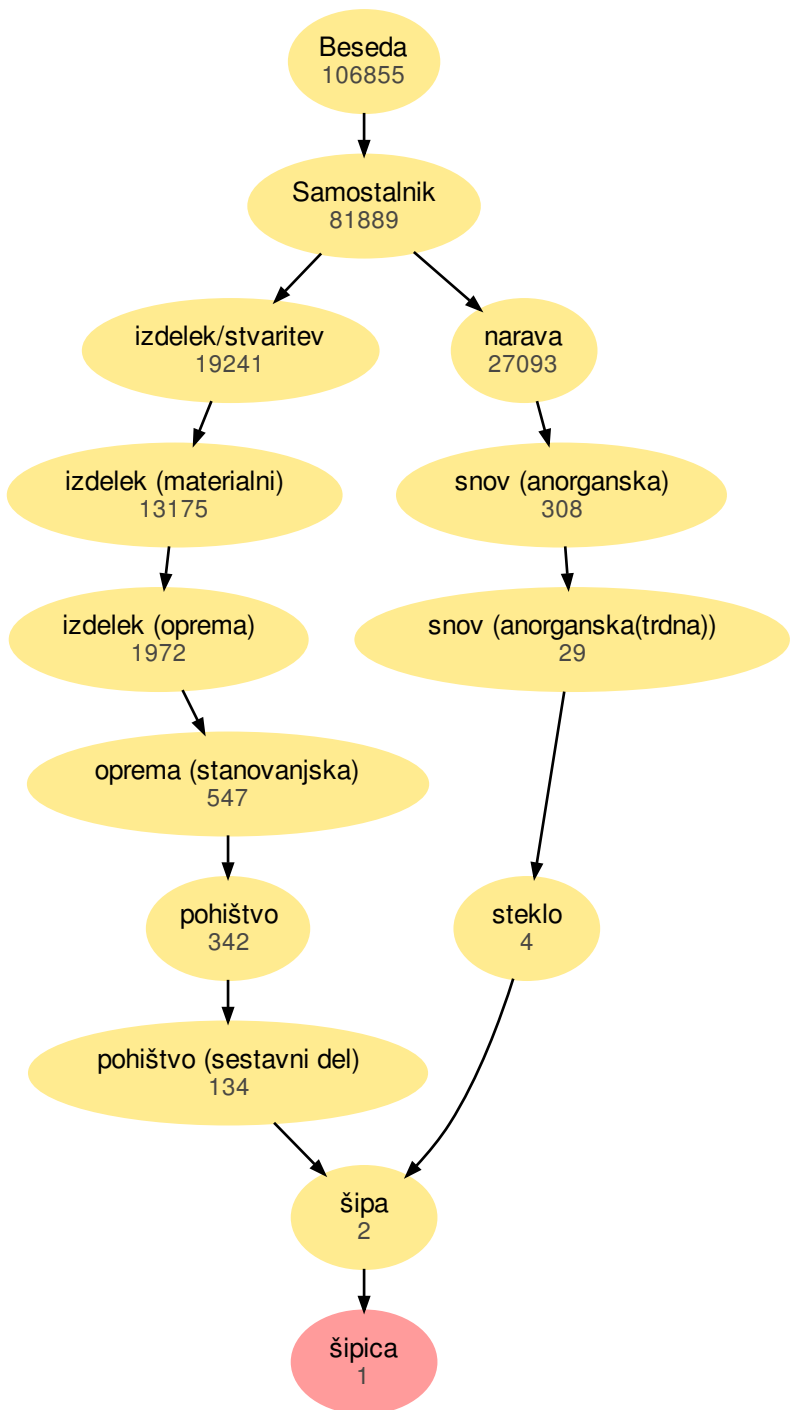 Beseda
106855
Samostalnik
81889
izdelek/stvaritev
19241
narava
27093
izdelek (materialni)
13175
snov (anorganska)
308
izdelek (oprema)
1972
snov (anorganska(trdna))
29
oprema (stanovanjska)
547
pohištvo
342
steklo
4
pohištvo (sestavni del)
134
šipa
2
šipica
1